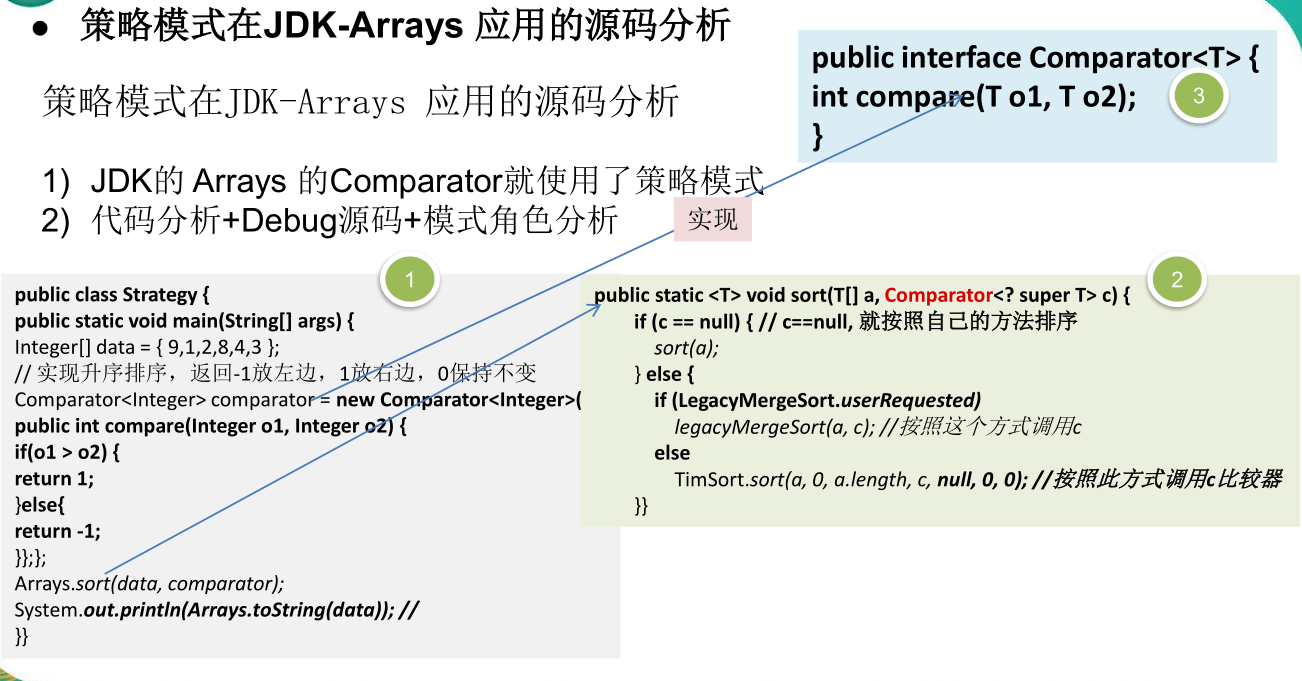 ● 策略模式在JDK-Arrays 应用的源码分析
策略模式在JDK-Arrays 应用的源码分析
1) JDK的 Arrays 的Comparator就使用了策略模式
2) 代码分析+Debug源码+模式角色分析
public interface Comparator<T> {
int compare(T o1, T o2);
}
3
实现
1
public class Strategy {
public static void main(String[] args) {
Integer[] data = { 9,1,2,8,4,3 };
// 实现升序排序，返回-1放左边，1放右边，0保持不变
Comparator<Integer> comparator = new Comparator<Integer>(
public int compare(Integer o1, Integer o2) {
if(o1 > o2) {
return 1;
}else{
return -1;
}};};
Arrays.sort(data, comparator);
System.out.println(Arrays.toString(data)); //
}}
2
public static <T> void sort(T[] a, Comparator<? super T> c) {
if (c == null) { // c==null, 就按照自己的方法排序
sort(a);
} else {
if (LegacyMergeSort.userRequested)
legacyMergeSort(a, c); //按照这个方式调用c
else
TimSort.sort(a, 0, a.length, c, null, 0, 0); //按照此方式调用c比较器
}}